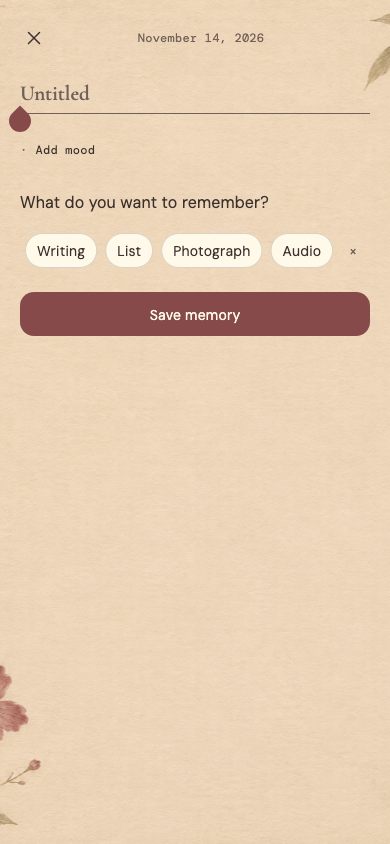 November 14, 2026
Untitled
· Add mood
What do you want to remember?
Writing List Photograph Audio ×
Save memory